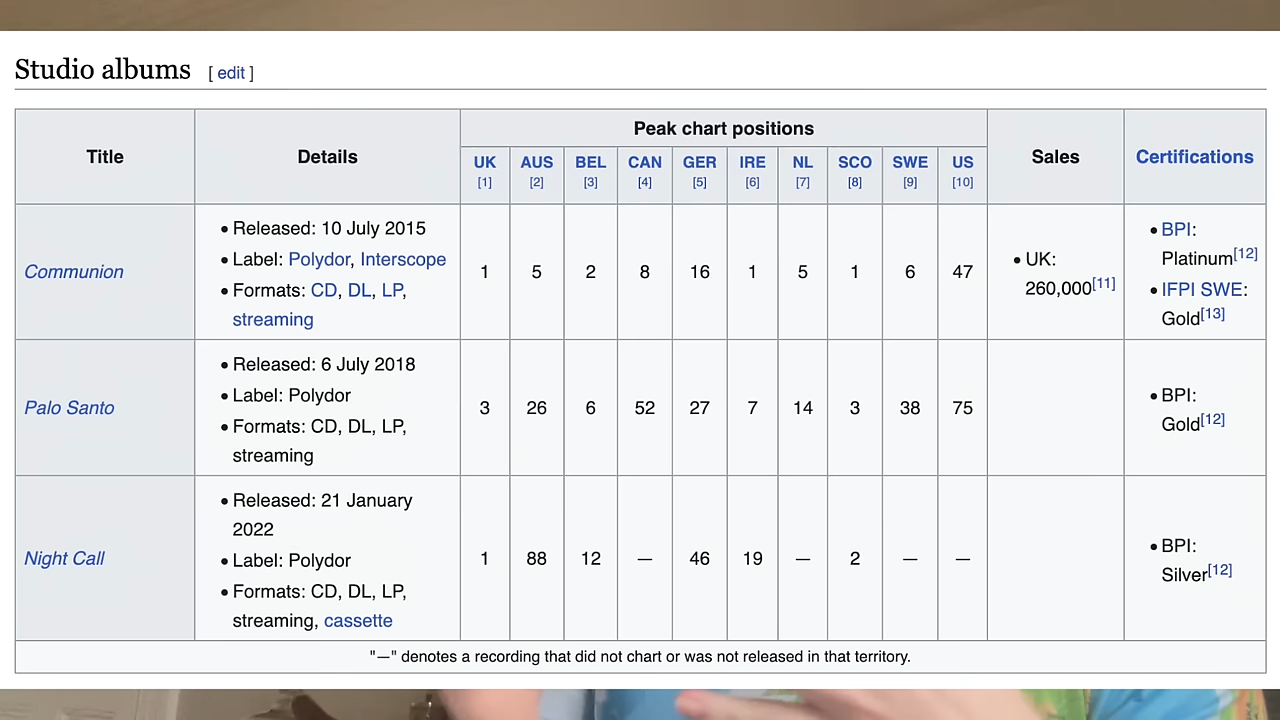 Studio albums [ edit ]
Title Details Peak chart positions Sales Certifications
UK AUS BEL CAN GER IRE NL SCO SWE US
[1] [2] [3] [4] [5] [6] [7] [8] [9] [10]
Communion
• Released: 10 July 2015
• Label: Polydor, Interscope
• Formats: CD, DL, LP,
streaming
1 5 2 8 16 1 5 1 6 47
• UK:
260,000[11]
• BPI:
Platinum[12]
• IFPI SWE:
Gold[13]
Palo Santo
• Released: 6 July 2018
• Label: Polydor
• Formats: CD, DL, LP,
streaming
3 26 6 52 27 7 14 3 38 75
• BPI:
Gold[12]
Night Call
• Released: 21 January
2022
• Label: Polydor
• Formats: CD, DL, LP,
streaming, cassette
1 88 12 — 46 19 — 2 — —
• BPI:
Silver[12]
"—" denotes a recording that did not chart or was not released in that territory.